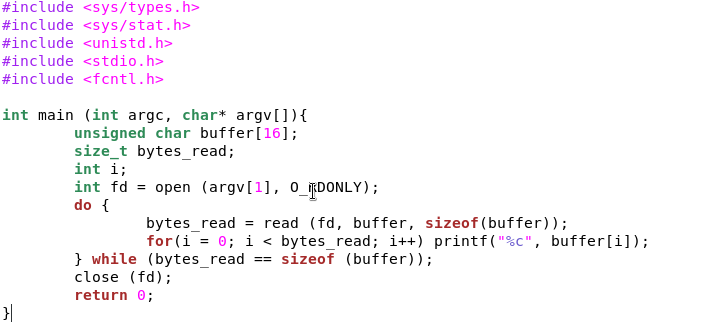 #include <sys/types.h>
#include <sys/stat.h>
#include <unistd.h>
#include <stdio.h>
#include <fcntl.h>
int main (int argc, char* argv[]){
unsigned char buffer[16];
size_t bytes_read;
int i;
int fd = open (argv[1], O_RDONLY);
do {
bytes_read = read (fd, buffer, sizeof(buffer));
for(i = 0; i < bytes_read; i++) printf("%c", buffer[i]);
} while (bytes_read == sizeof (buffer));
close (fd);
return 0;
}